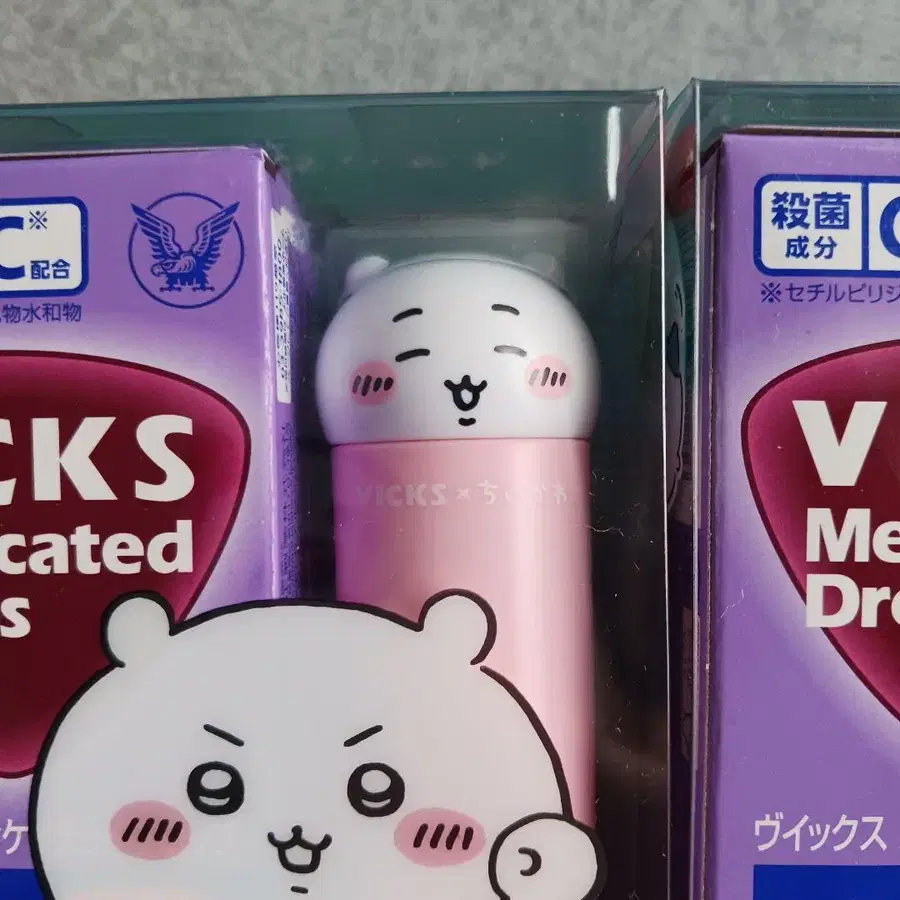 C※
配合
物水和物
CKS
cated
s
VICKS×ちいかわ
殺菌
成分
※セチルピリジ
V
Me
Dro
ケ
ヴイックス